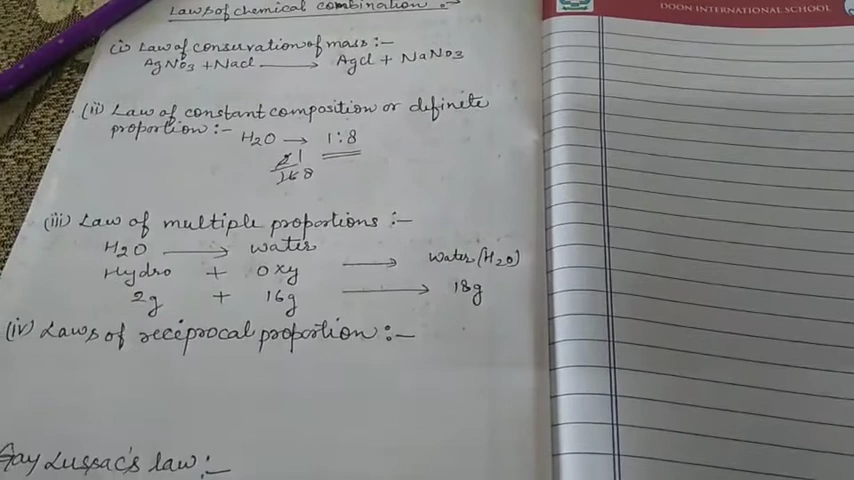 Laws of chemical combination :-
DOON INTERNATIONAL SCHOOL
(i) Law of conservation of mass :-
AgNO3 + Nacl → Agcl + NaNO3
(ii) Law of constant composition or definite
proportion :- H2O → 1:8
2 1
16 8
(iii) Law of multiple proportions :-
H2O → water
Hydro + oxy → water (H2O)
2g + 16g → 18g
(iv) Laws of reciprocal proportion :-
Gay Lussac's law :-